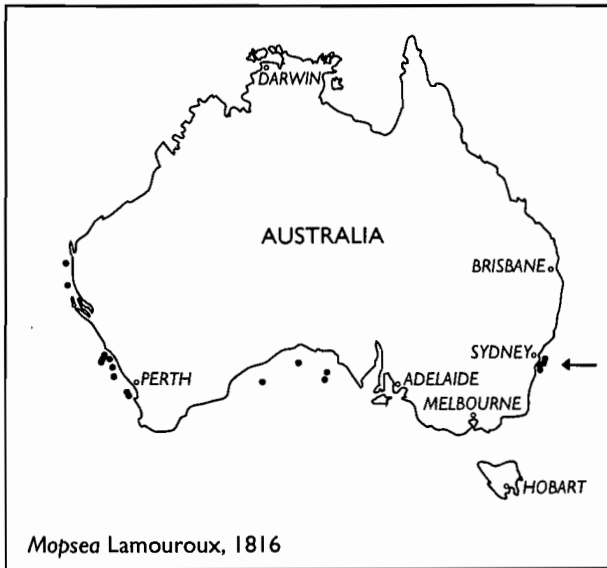 DARWIN
AUSTRALIA
BRISBANE
SYDNEY
PERTH
ADELAIDE
MELBOURNE
HOBART
Mopsea Lamouroux, 1816